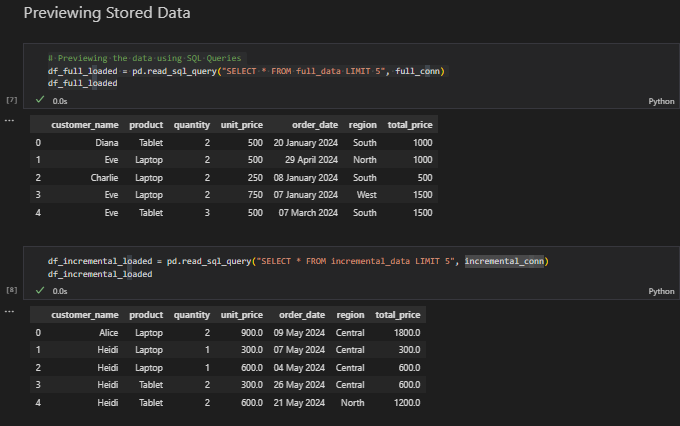 Previewing Stored Data
# Previewing the data using SQL Queries
df_full_loaded = pd.read_sql_query("SELECT * FROM full_data LIMIT 5", full_conn)
df_full_loaded
[7] ✓ 0.0s Python
...
customer_name product quantity unit_price order_date region total_price
0 Diana Tablet 2 500 20 January 2024 South 1000
1 Eve Laptop 2 500 29 April 2024 North 1000
2 Charlie Laptop 2 250 08 January 2024 South 500
3 Eve Laptop 2 750 07 January 2024 West 1500
4 Eve Tablet 3 500 07 March 2024 South 1500
df_incremental_loaded = pd.read_sql_query("SELECT * FROM incremental_data LIMIT 5", incremental_conn)
df_incremental_loaded
[8] ✓ 0.0s Python
...
customer_name product quantity unit_price order_date region total_price
0 Alice Laptop 2 900.0 09 May 2024 Central 1800.0
1 Heidi Laptop 1 300.0 07 May 2024 Central 300.0
2 Heidi Laptop 1 600.0 04 May 2024 Central 600.0
3 Heidi Tablet 2 300.0 26 May 2024 Central 600.0
4 Heidi Tablet 2 600.0 21 May 2024 North 1200.0